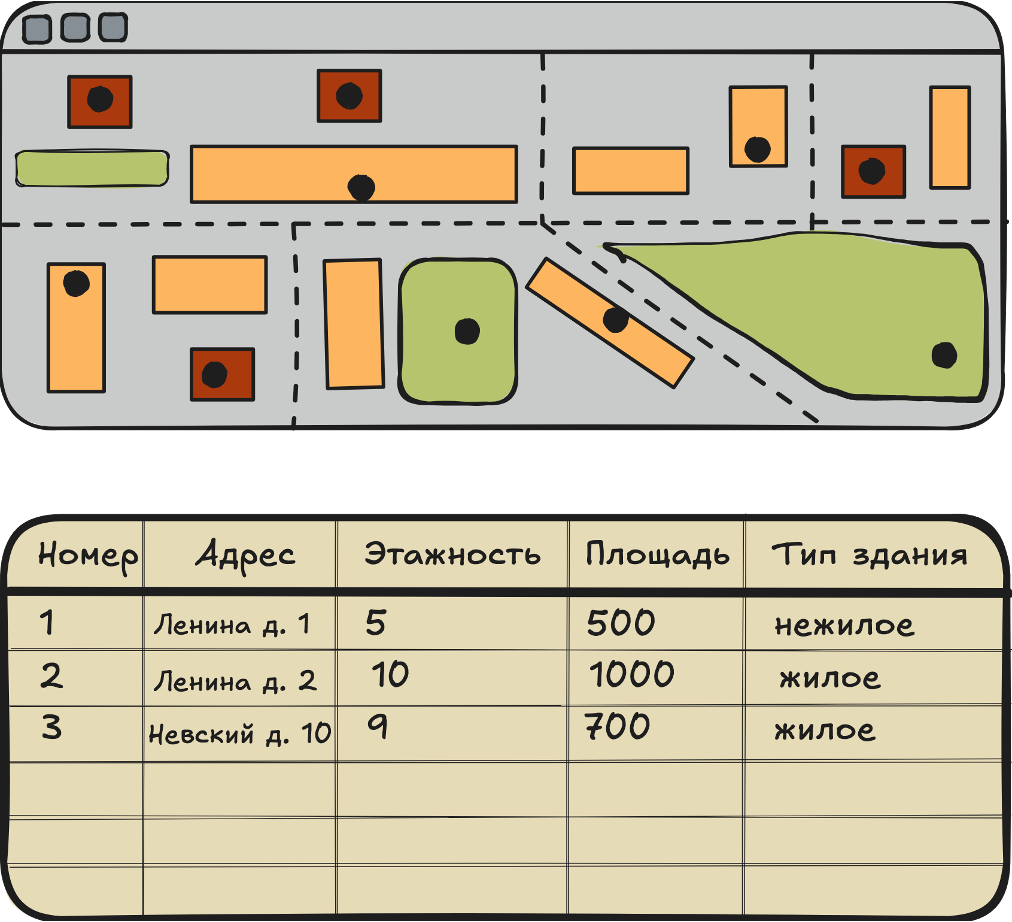 Номер Адрес Этажность Площадь Тип здания
1 Ленина д. 1 5 500 нежилое
2 Ленина д. 2 10 1000 жилое
3 Невский д. 10 9 700 жилое